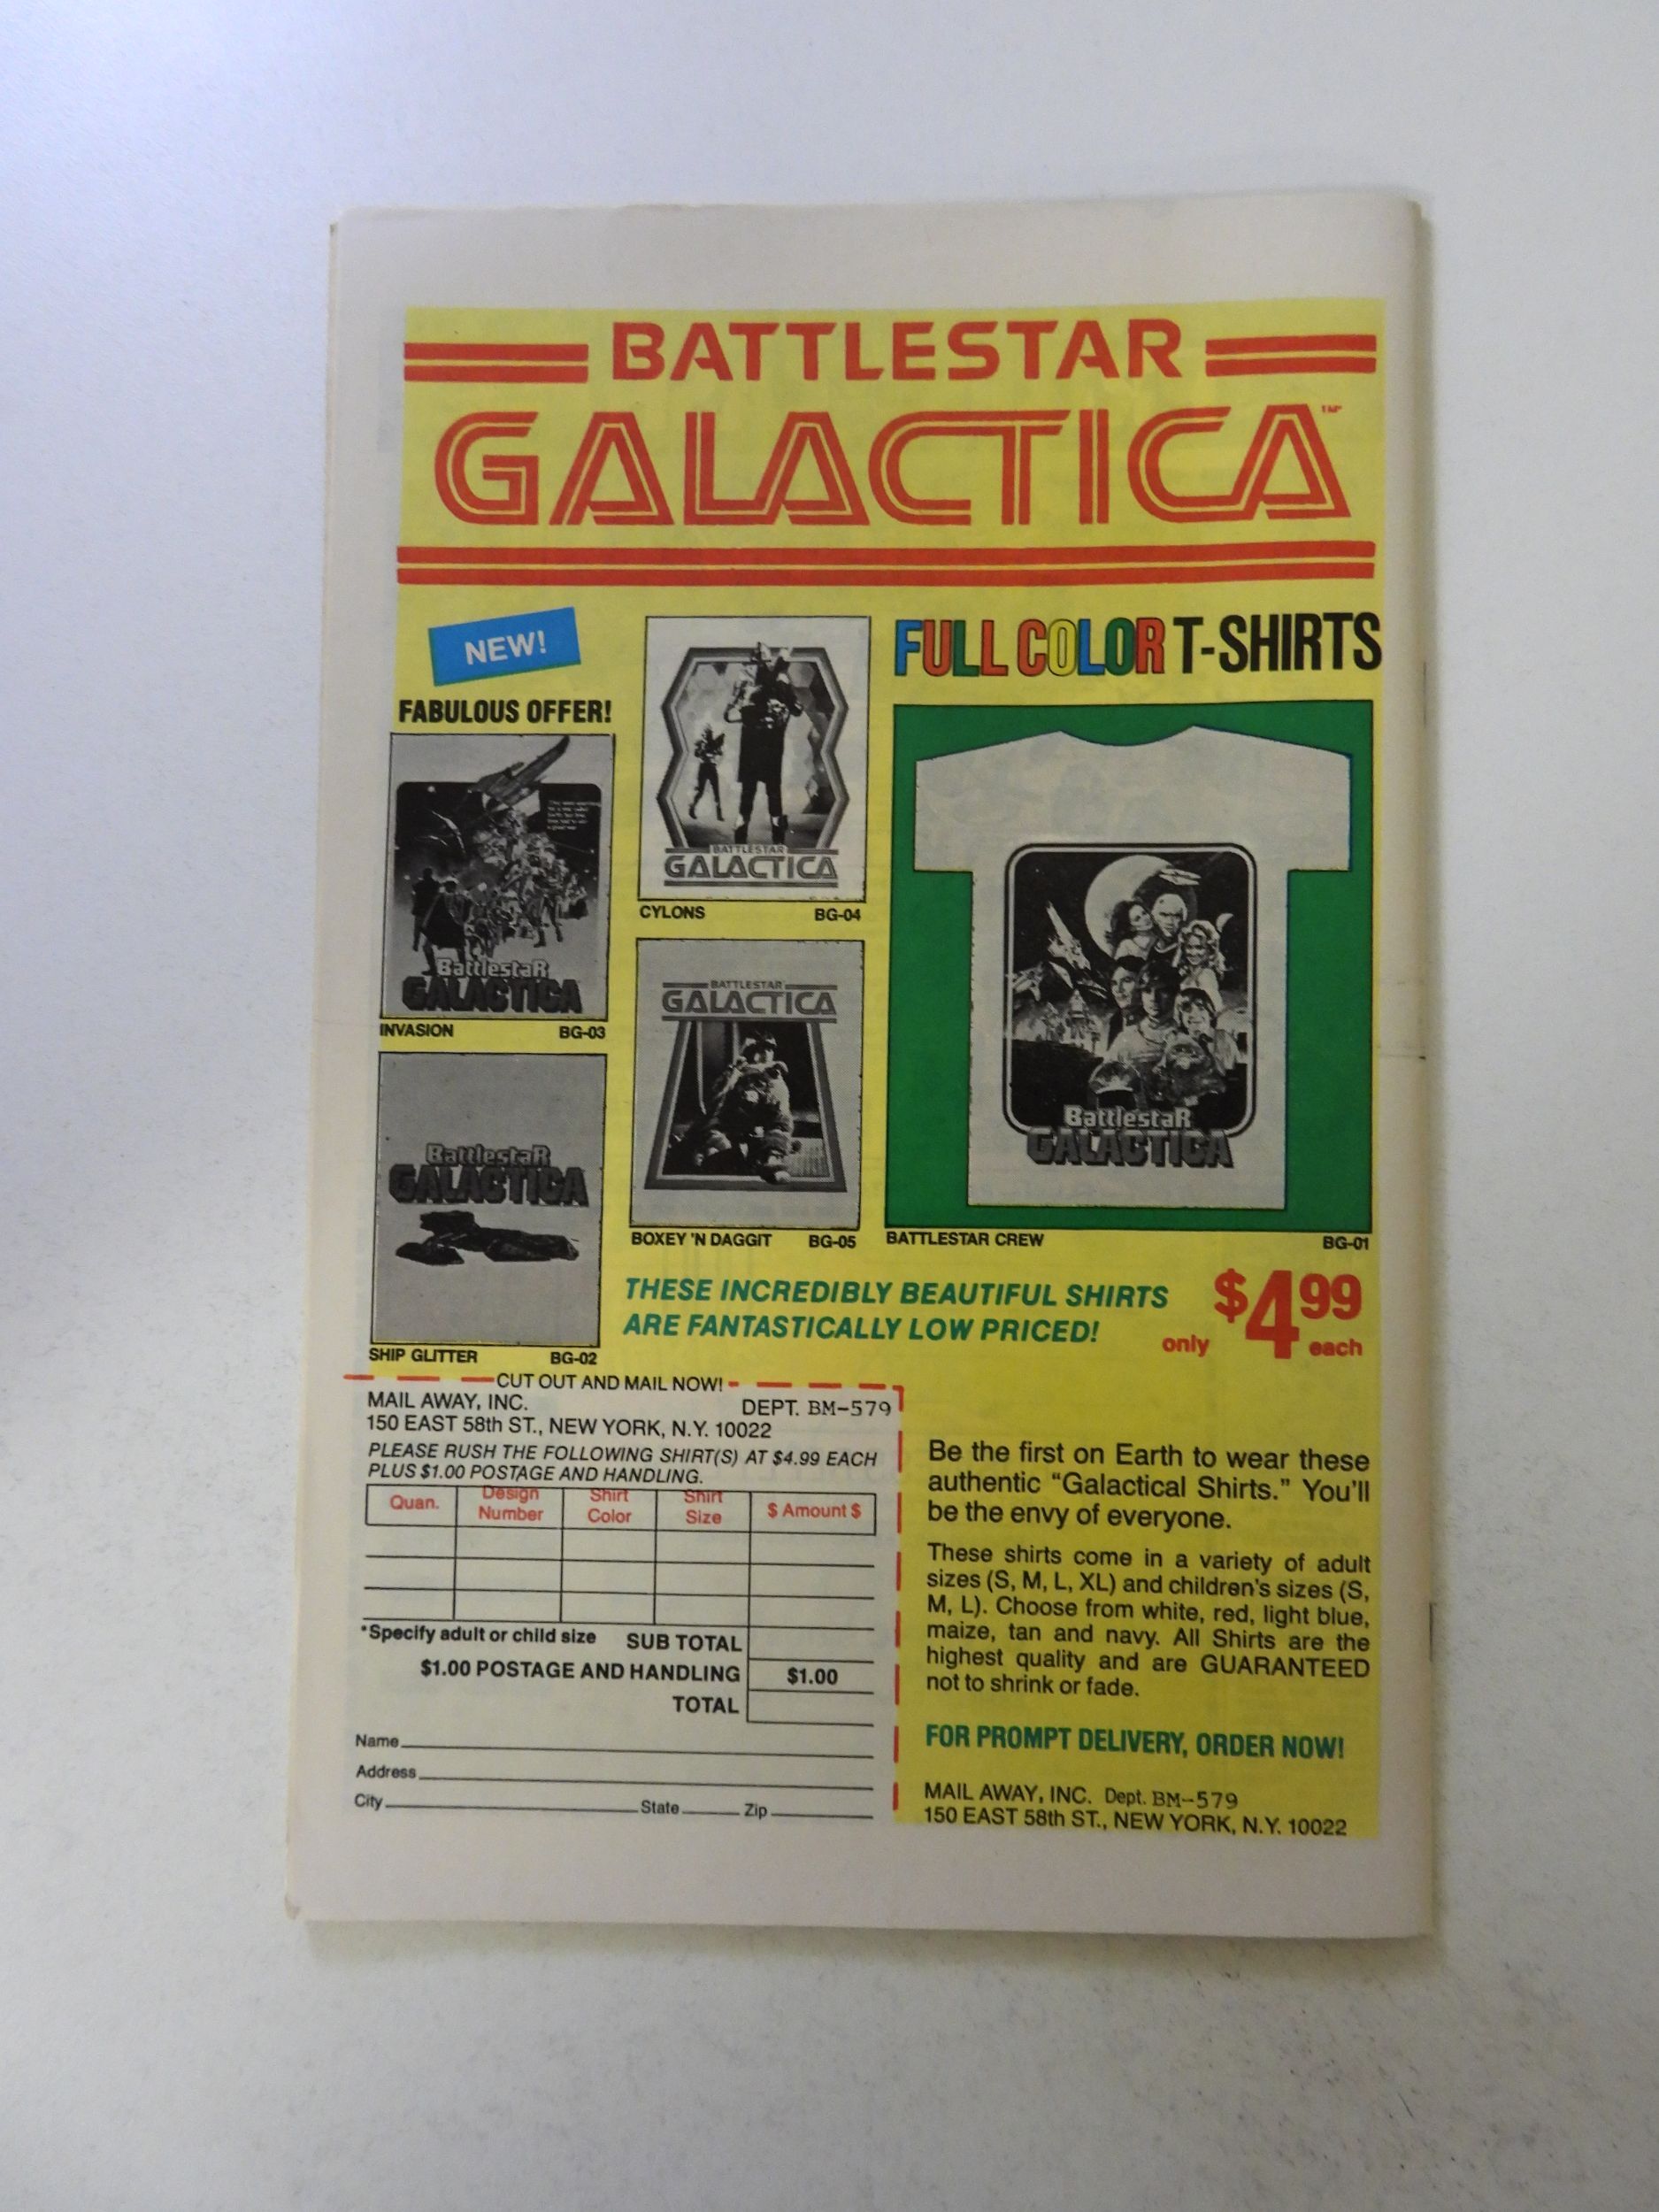 BATTLESTAR
GALACTICA™
NEW!
FABULOUS OFFER!
FULL COLOR T-SHIRTS
BattlestaR
GALACTICA
INVASION BG-03
BattlestaR
GALACTICA
SHIP GLITTER BG-02
BATTLESTAR
GALACTICA
CYLONS BG-04
BATTLESTAR
GALACTICA
BOXEY 'N DAGGIT BG-05
BattlestaR
GALACTICA
BATTLESTAR CREW BG-01
THESE INCREDIBLY BEAUTIFUL SHIRTS
ARE FANTASTICALLY LOW PRICED!
only $4.99 each
CUT OUT AND MAIL NOW!
MAIL AWAY, INC. DEPT. BM-579
150 EAST 58th ST., NEW YORK, N.Y. 10022
PLEASE RUSH THE FOLLOWING SHIRT(S) AT $4.99 EACH
PLUS $1.00 POSTAGE AND HANDLING.
Quan. Design Number Shirt Color Shirt Size $ Amount $
*Specify adult or child size SUB TOTAL
$1.00 POSTAGE AND HANDLING $1.00
TOTAL
Name
Address
City State Zip
Be the first on Earth to wear these
authentic “Galactical Shirts.” You'll
be the envy of everyone.
These shirts come in a variety of adult
sizes (S, M, L, XL) and children's sizes (S,
M, L). Choose from white, red, light blue,
maize, tan and navy. All Shirts are the
highest quality and are GUARANTEED
not to shrink or fade.
FOR PROMPT DELIVERY, ORDER NOW!
MAIL AWAY, INC. Dept. BM-579
150 EAST 58th ST., NEW YORK, N.Y. 10022